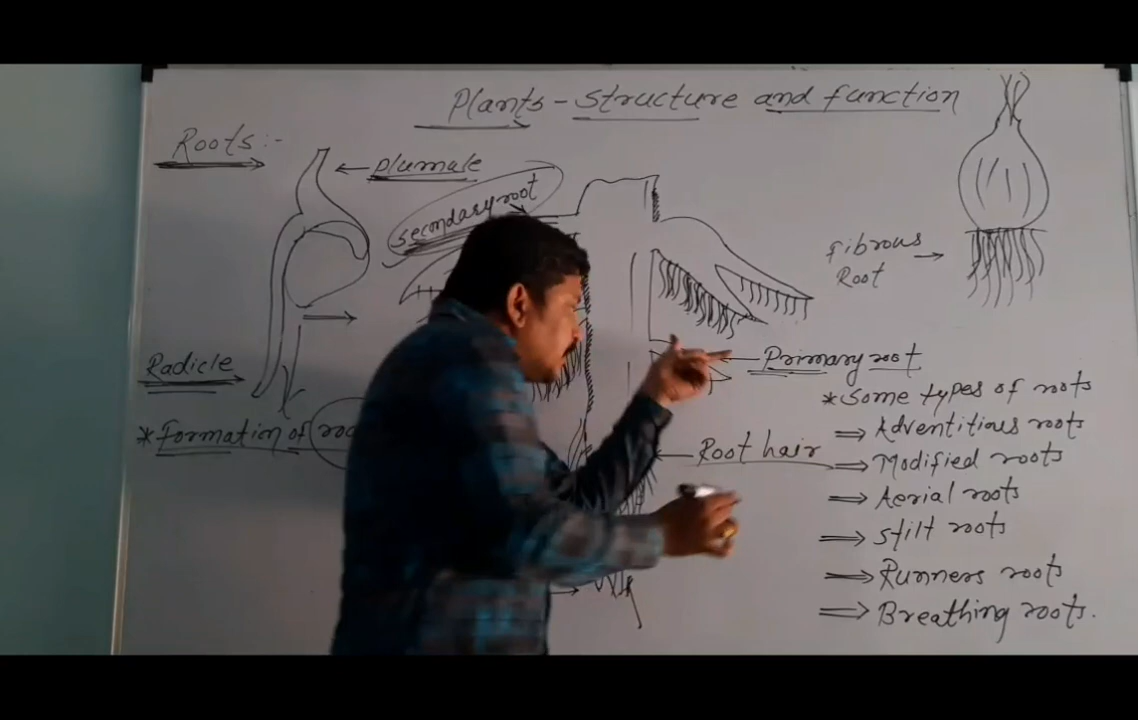 Plants - Structure and function
Roots :-
plumale
secondary root
Fibrous
Root
Radicle
Primary root
*Some types of roots
*Formation of
Adventitious roots
Root hair
Modified roots
Aerial roots
Stilt roots
Runners roots
Breathing roots.